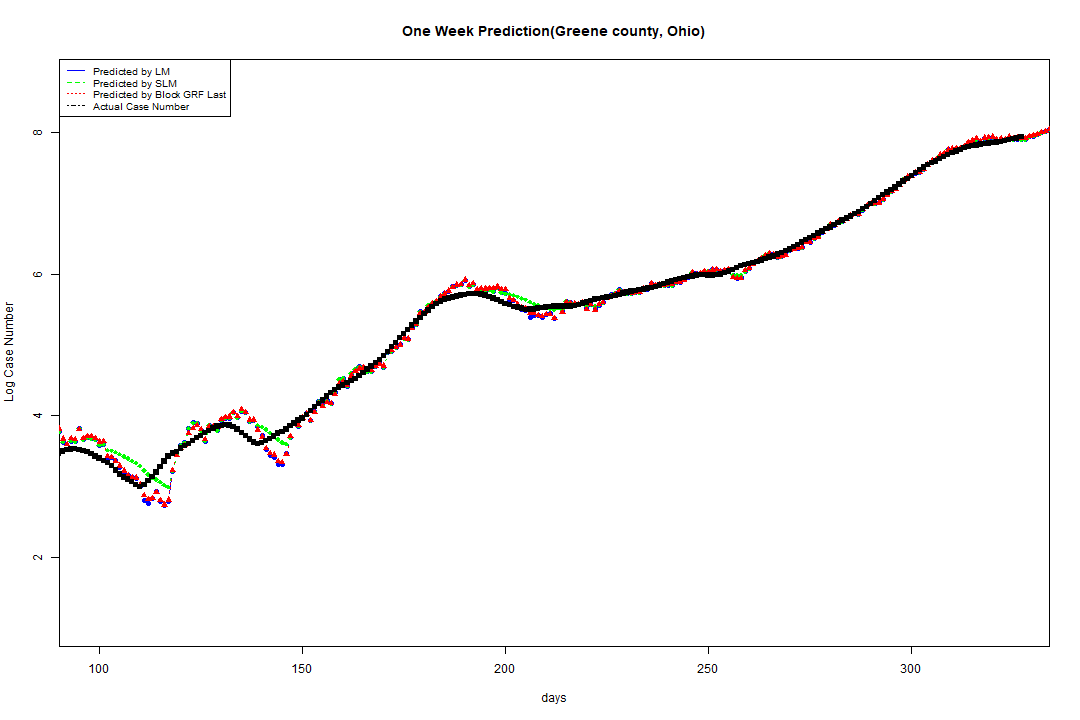 One Week Prediction(Greene county, Ohio)
Predicted by LM
Predicted by SLM
Predicted by Block GRF Last
Actual Case Number
8
6
4
2
Log Case Number
100 150 200 250 300
days